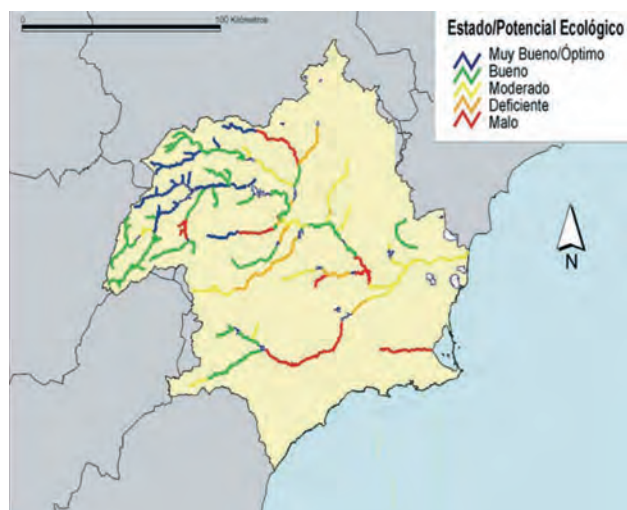 0 100 Kilómetros
Estado/Potencial Ecológico
Muy Bueno/Óptimo
Bueno
Moderado
Deficiente
Malo
N